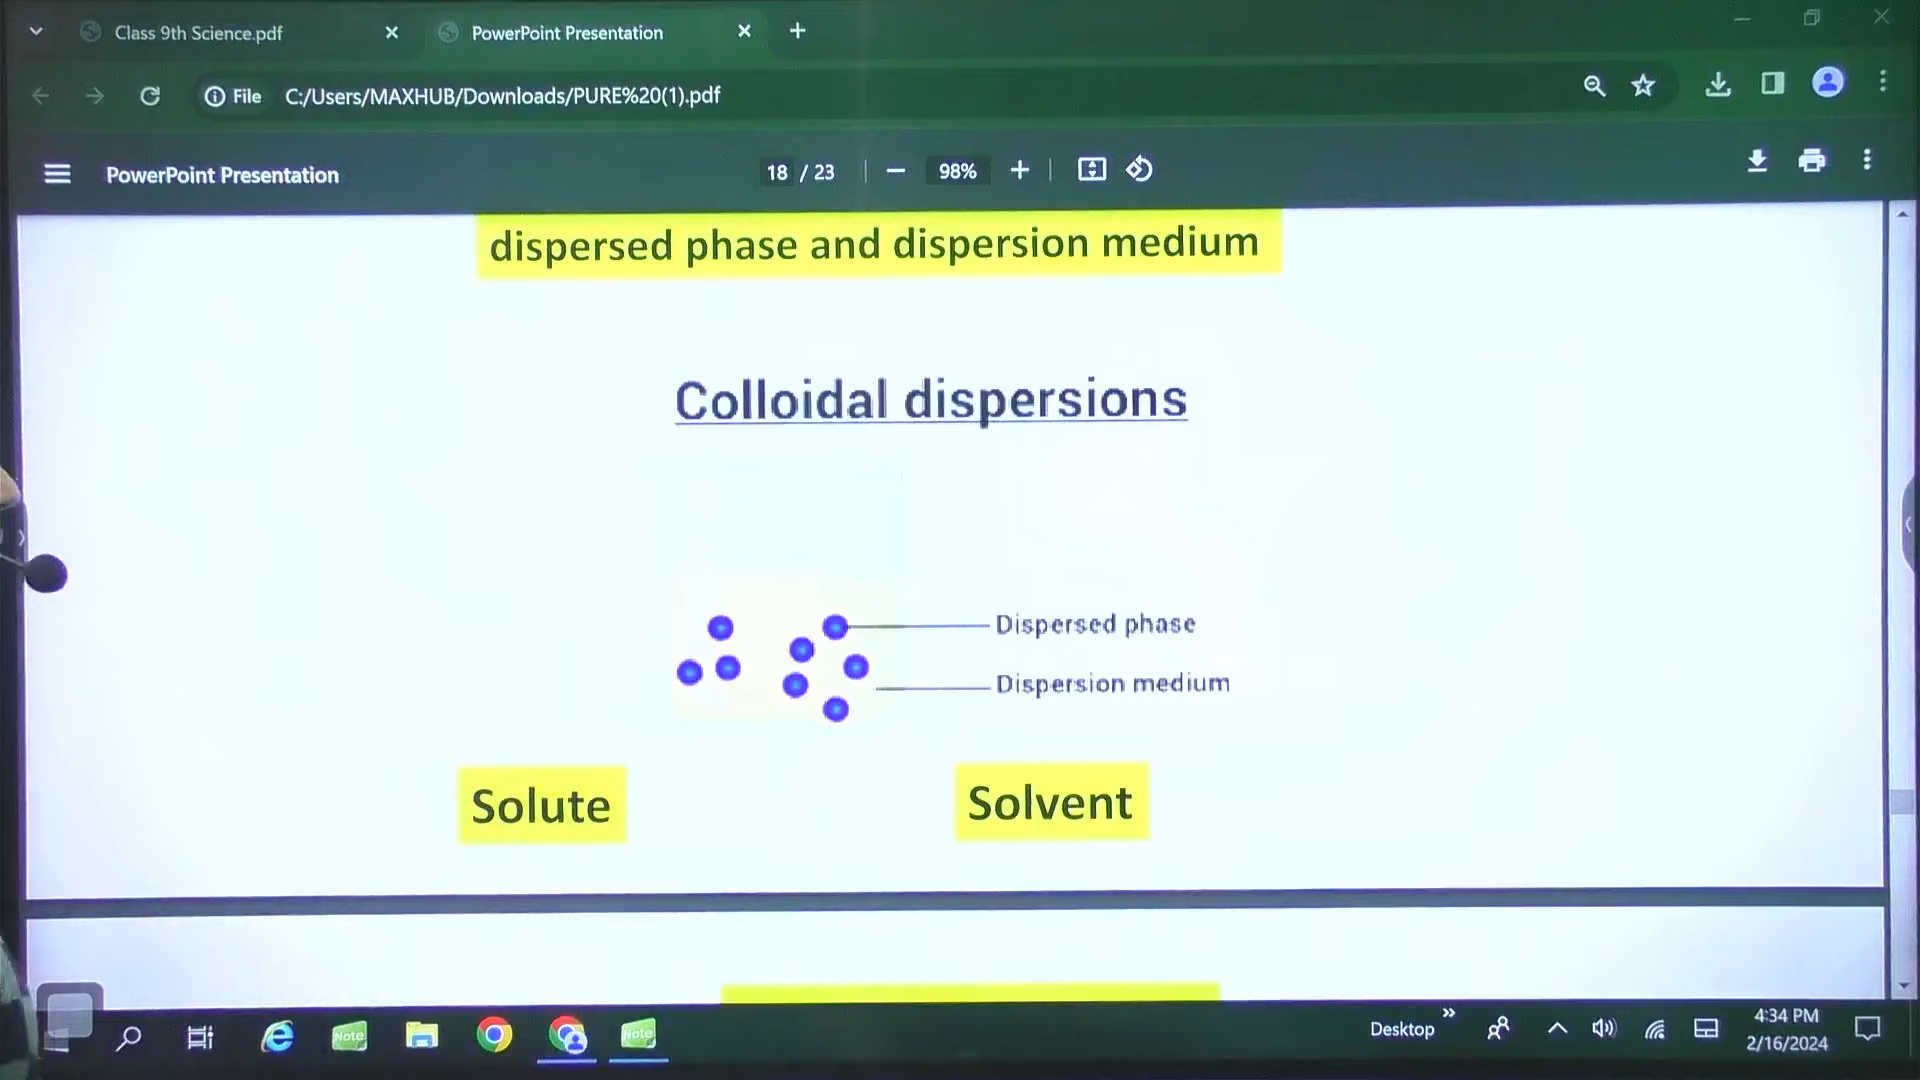 Class 9th Science.pdf
PowerPoint Presentation
File C:/Users/MAXHUB/Downloads/PURE%20(1).pdf
PowerPoint Presentation
18 / 23
98%
dispersed phase and dispersion medium
Colloidal dispersions
Dispersed phase
Dispersion medium
Solute
Solvent
Note
Note
Desktop
4:34 PM
2/16/2024